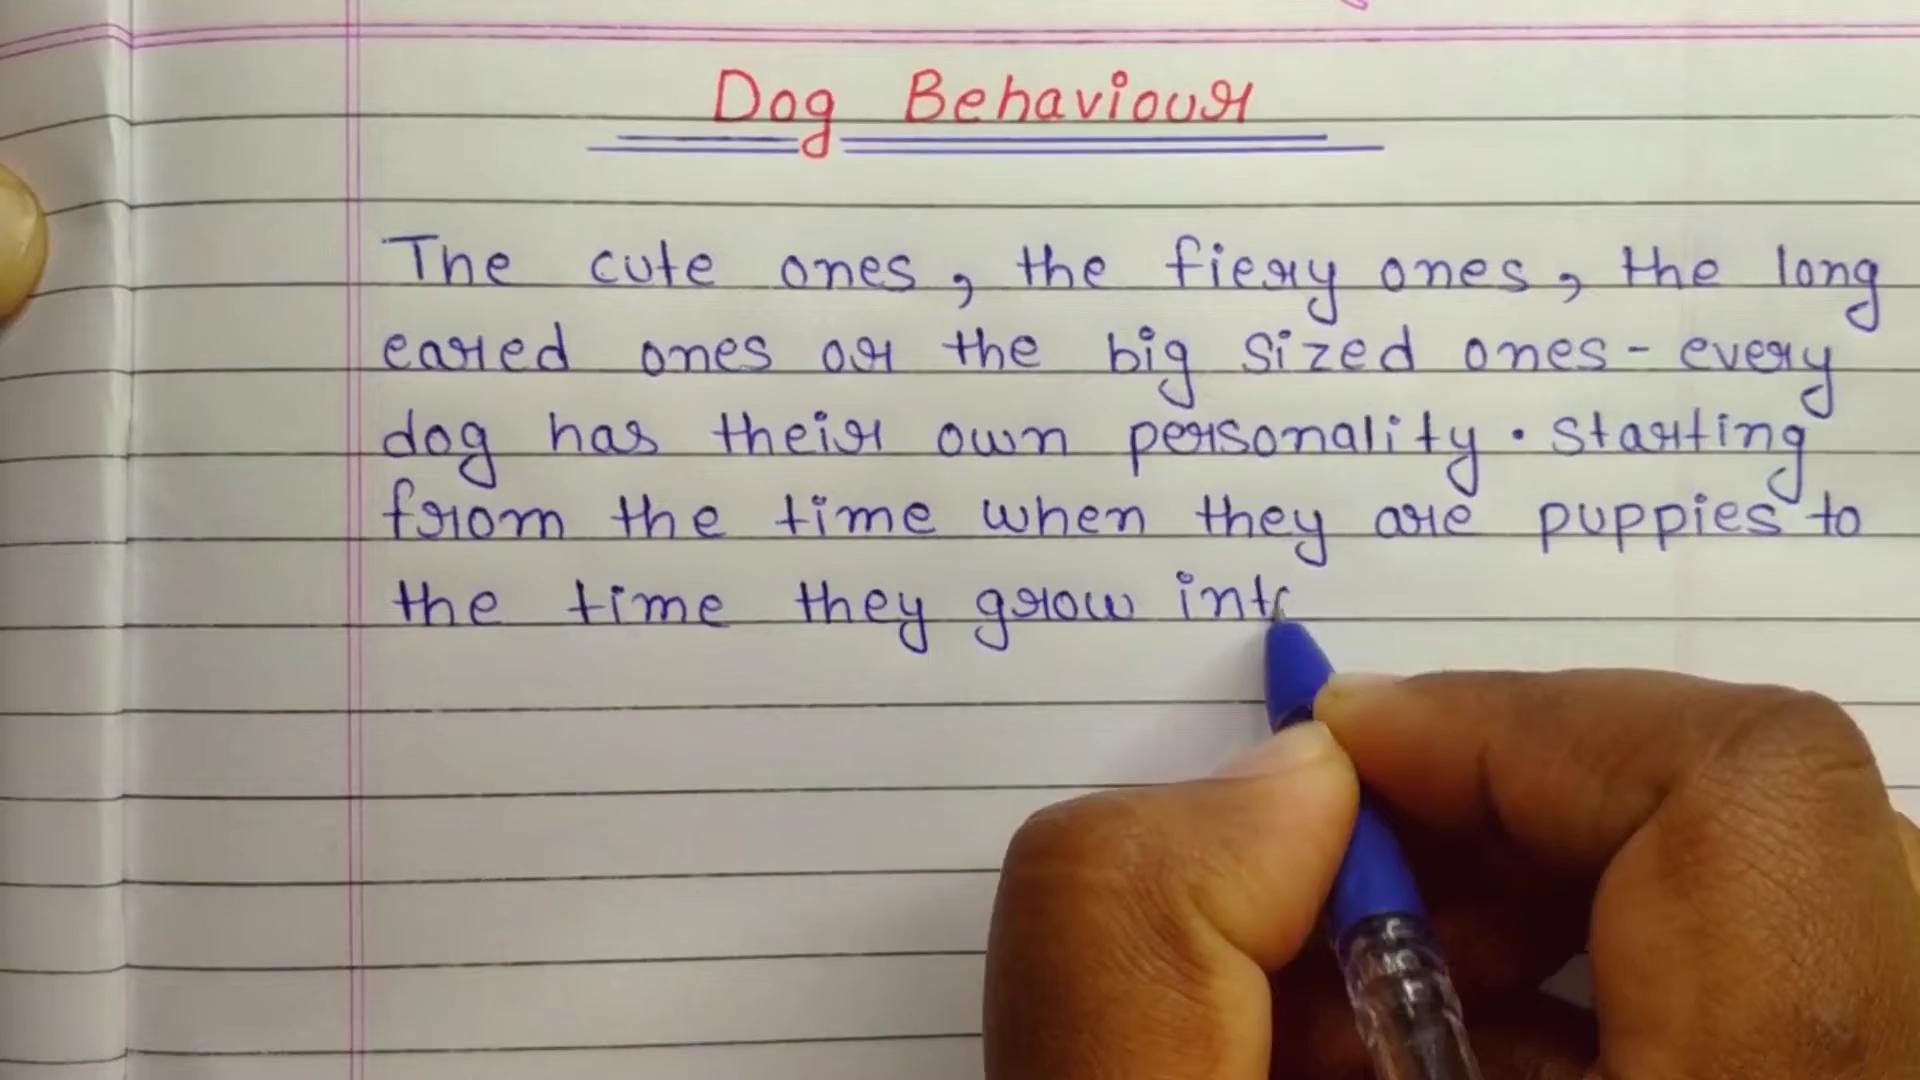 Dog Behaviour
The cute ones, the fiery ones, the long
eared ones or the big sized ones - every
dog has their own personality. Starting
from the time when they are puppies to
the time they grow into